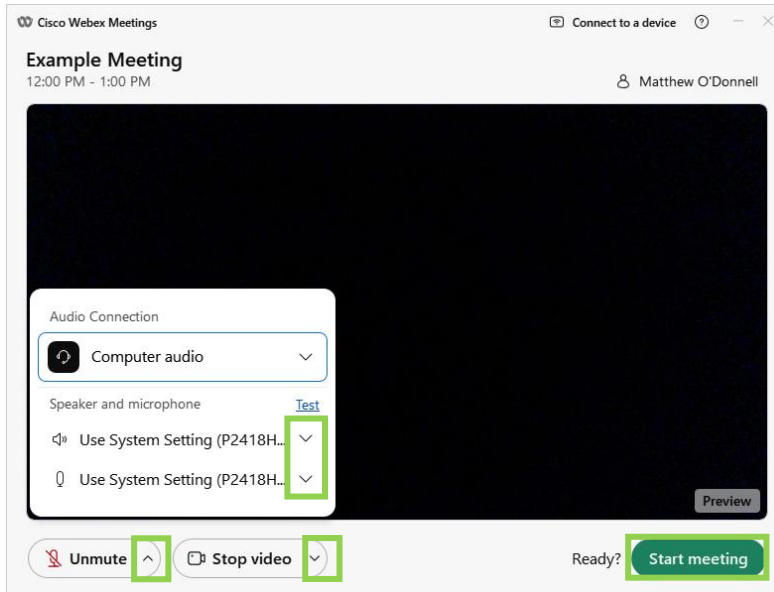 Cisco Webex Meetings
Connect to a device
Example Meeting
12:00 PM - 1:00 PM
Matthew O'Donnell
Audio Connection
Computer audio
Speaker and microphone Test
Use System Setting (P2418H...
Use System Setting (P2418H...
Preview
Unmute
Stop video
Ready?
Start meeting